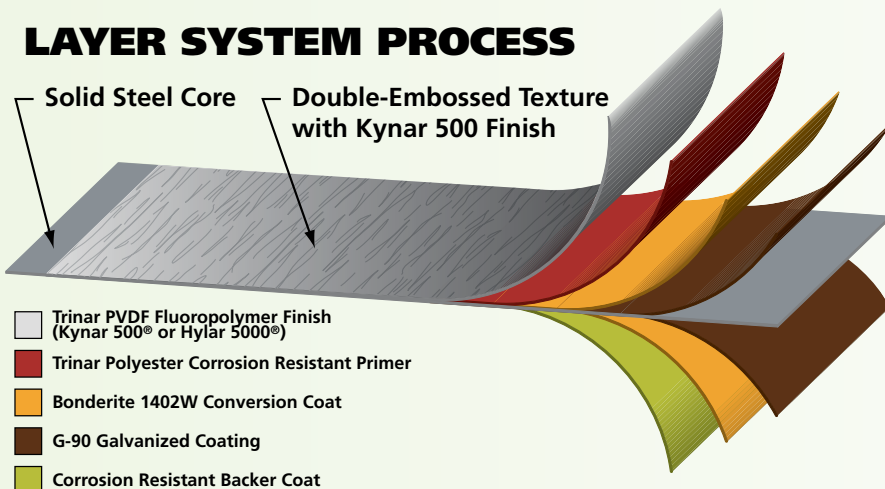 LAYER SYSTEM PROCESS
Solid Steel Core
Double-Embossed Texture
with Kynar 500 Finish
Trinar PVDF Fluoropolymer Finish
(Kynar 500® or Hylar 5000®)
Trinar Polyester Corrosion Resistant Primer
Bonderite 1402W Conversion Coat
G-90 Galvanized Coating
Corrosion Resistant Backer Coat